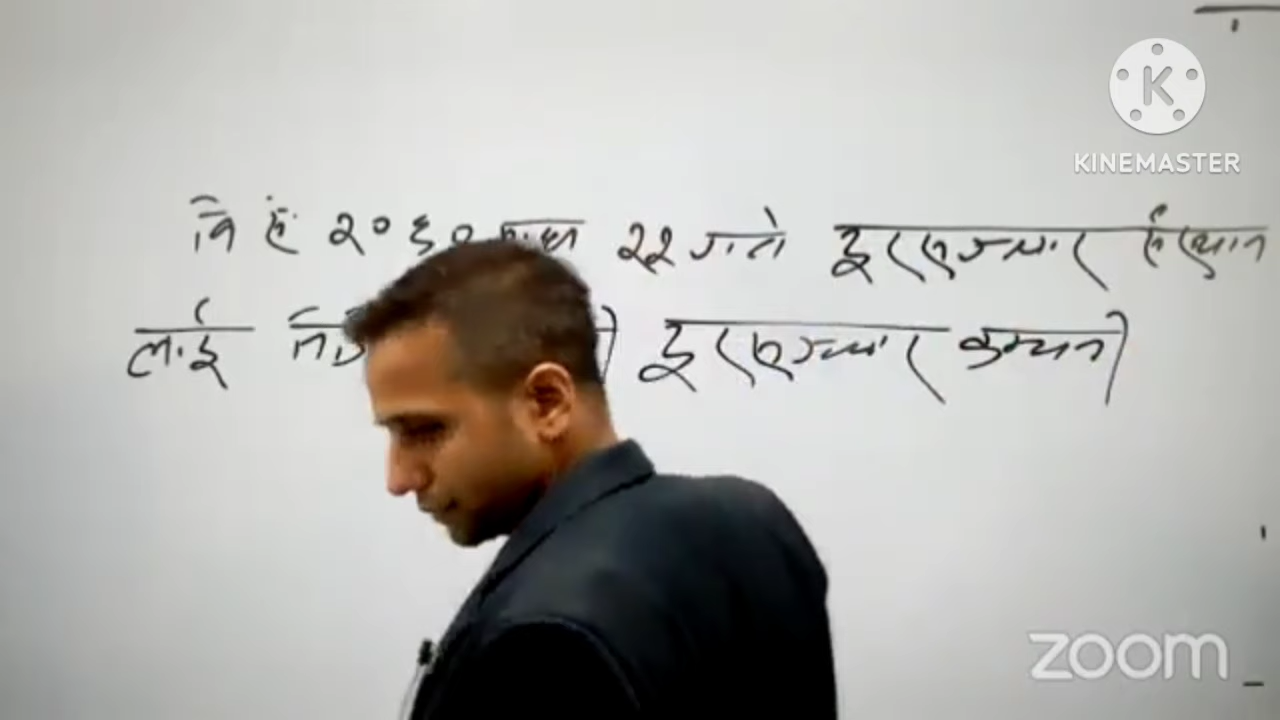 वि सं २०६० माघ २२ गते दुरसञ्चार संस्थान
लाई दुरसञ्चार कम्पनी
KINEMASTER
zoom